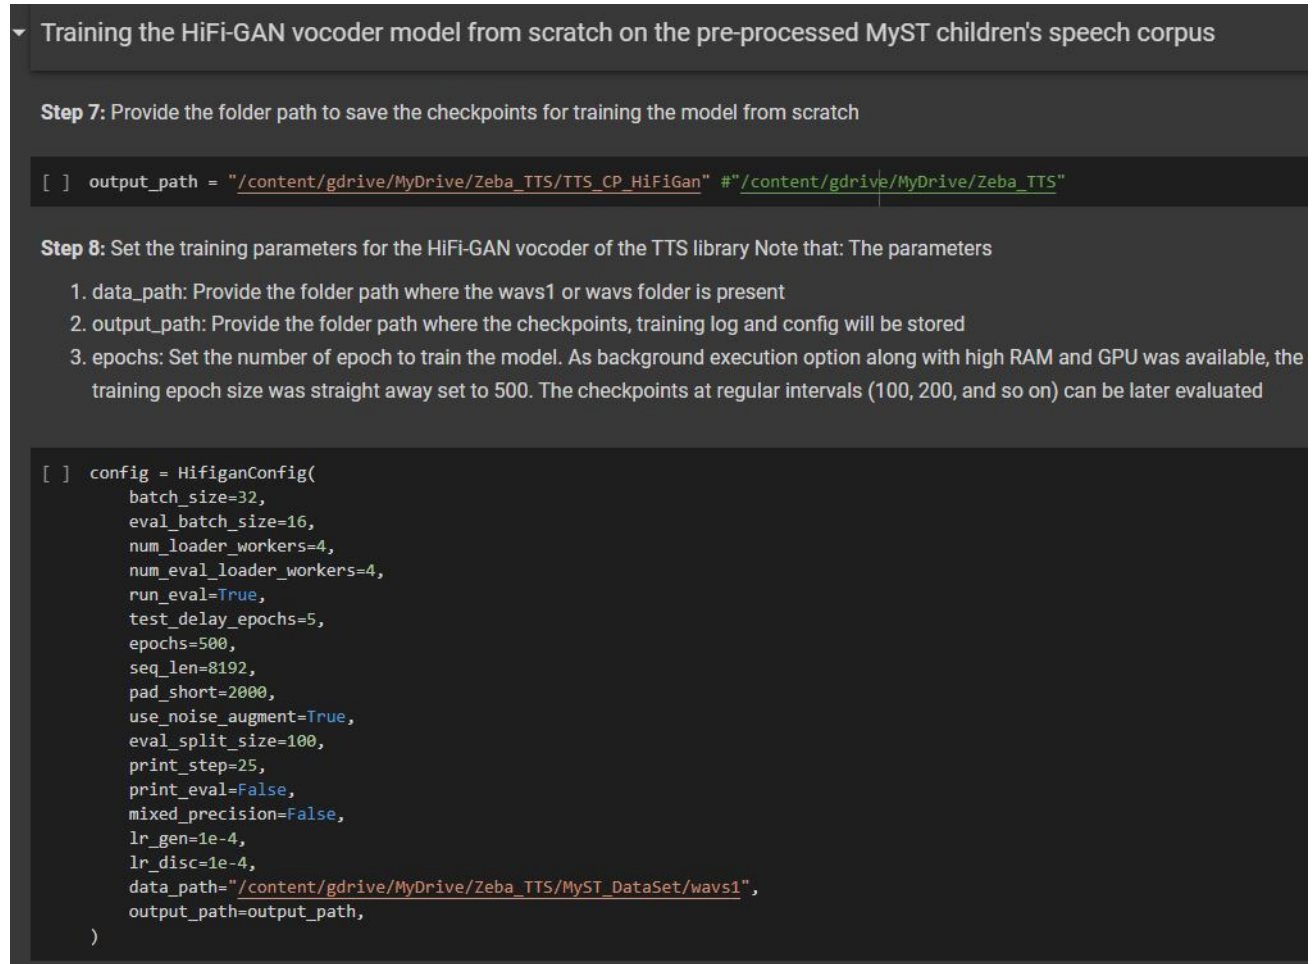 Training the HiFi-GAN vocoder model from scratch on the pre-processed MyST children's speech corpus
Step 7: Provide the folder path to save the checkpoints for training the model from scratch
[ ] output_path = "/content/gdrive/MyDrive/Zeba_TTS/TTS_CP_HiFiGan" #"/content/gdrive/MyDrive/Zeba_TTS"
Step 8: Set the training parameters for the HiFi-GAN vocoder of the TTS library Note that: The parameters
1. data_path: Provide the folder path where the wavs1 or wavs folder is present
2. output_path: Provide the folder path where the checkpoints, training log and config will be stored
3. epochs: Set the number of epoch to train the model. As background execution option along with high RAM and GPU was available, the
training epoch size was straight away set to 500. The checkpoints at regular intervals (100, 200, and so on) can be later evaluated
[ ] config = HifiganConfig(
batch_size=32,
eval_batch_size=16,
num_loader_workers=4,
num_eval_loader_workers=4,
run_eval=True,
test_delay_epochs=5,
epochs=500,
seq_len=8192,
pad_short=2000,
use_noise_augment=True,
eval_split_size=100,
print_step=25,
print_eval=False,
mixed_precision=False,
lr_gen=1e-4,
lr_disc=1e-4,
data_path="/content/gdrive/MyDrive/Zeba_TTS/MyST_DataSet/wavs1",
output_path=output_path,
)